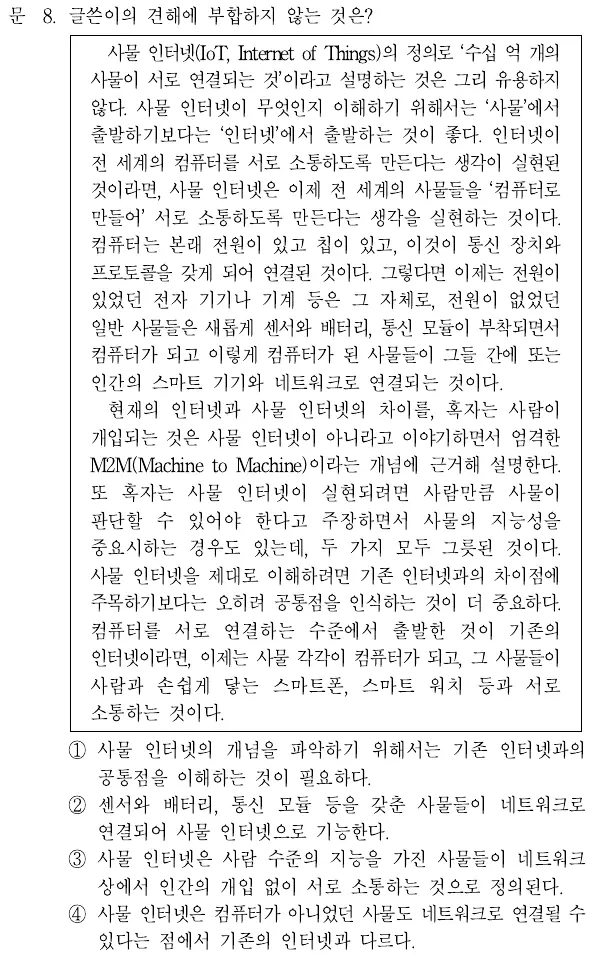 문 8. 글쓴이의 견해에 부합하지 않는 것은?
사물 인터넷(IoT, Internet of Things)의 정의로 ‘수십 억 개의
사물이 서로 연결되는 것’이라고 설명하는 것은 그리 유용하지
않다. 사물 인터넷이 무엇인지 이해하기 위해서는 ‘사물’에서
출발하기보다는 ‘인터넷’에서 출발하는 것이 좋다. 인터넷이
전 세계의 컴퓨터를 서로 소통하도록 만든다는 생각이 실현된
것이라면, 사물 인터넷은 이제 전 세계의 사물들을 ‘컴퓨터로
만들어’ 서로 소통하도록 만든다는 생각을 실현하는 것이다.
컴퓨터는 본래 전원이 있고 칩이 있고, 이것이 통신 장치와
프로토콜을 갖게 되어 연결된 것이다. 그렇다면 이제는 전원이
있었던 전자 기기나 기계 등은 그 자체로, 전원이 없었던
일반 사물들은 새롭게 센서와 배터리, 통신 모듈이 부착되면서
컴퓨터가 되고 이렇게 컴퓨터가 된 사물들이 그들 간에 또는
인간의 스마트 기기와 네트워크로 연결되는 것이다.
현재의 인터넷과 사물 인터넷의 차이를, 혹자는 사람이
개입되는 것은 사물 인터넷이 아니라고 이야기하면서 엄격한
M2M(Machine to Machine)이라는 개념에 근거해 설명한다.
또 혹자는 사물 인터넷이 실현되려면 사람만큼 사물이
판단할 수 있어야 한다고 주장하면서 사물의 지능성을
중요시하는 경우도 있는데, 두 가지 모두 그릇된 것이다.
사물 인터넷을 제대로 이해하려면 기존 인터넷과의 차이점에
주목하기보다는 오히려 공통점을 인식하는 것이 더 중요하다.
컴퓨터를 서로 연결하는 수준에서 출발한 것이 기존의
인터넷이라면, 이제는 사물 각각이 컴퓨터가 되고, 그 사물들이
사람과 손쉽게 닿는 스마트폰, 스마트 워치 등과 서로
소통하는 것이다.
① 사물 인터넷의 개념을 파악하기 위해서는 기존 인터넷과의
공통점을 이해하는 것이 필요하다.
② 센서와 배터리, 통신 모듈 등을 갖춘 사물들이 네트워크로
연결되어 사물 인터넷으로 기능한다.
③ 사물 인터넷은 사람 수준의 지능을 가진 사물들이 네트워크
상에서 인간의 개입 없이 서로 소통하는 것으로 정의된다.
④ 사물 인터넷은 컴퓨터가 아니었던 사물도 네트워크로 연결될 수
있다는 점에서 기존의 인터넷과 다르다.